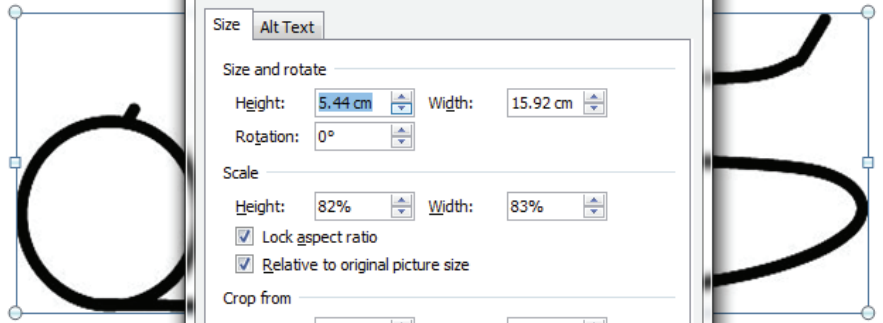 Size Alt Text
Size and rotate
Height: 5.44 cm Width: 15.92 cm
Rotation: 0°
Scale
Height: 82% Width: 83%
Lock aspect ratio
Relative to original picture size
Crop from